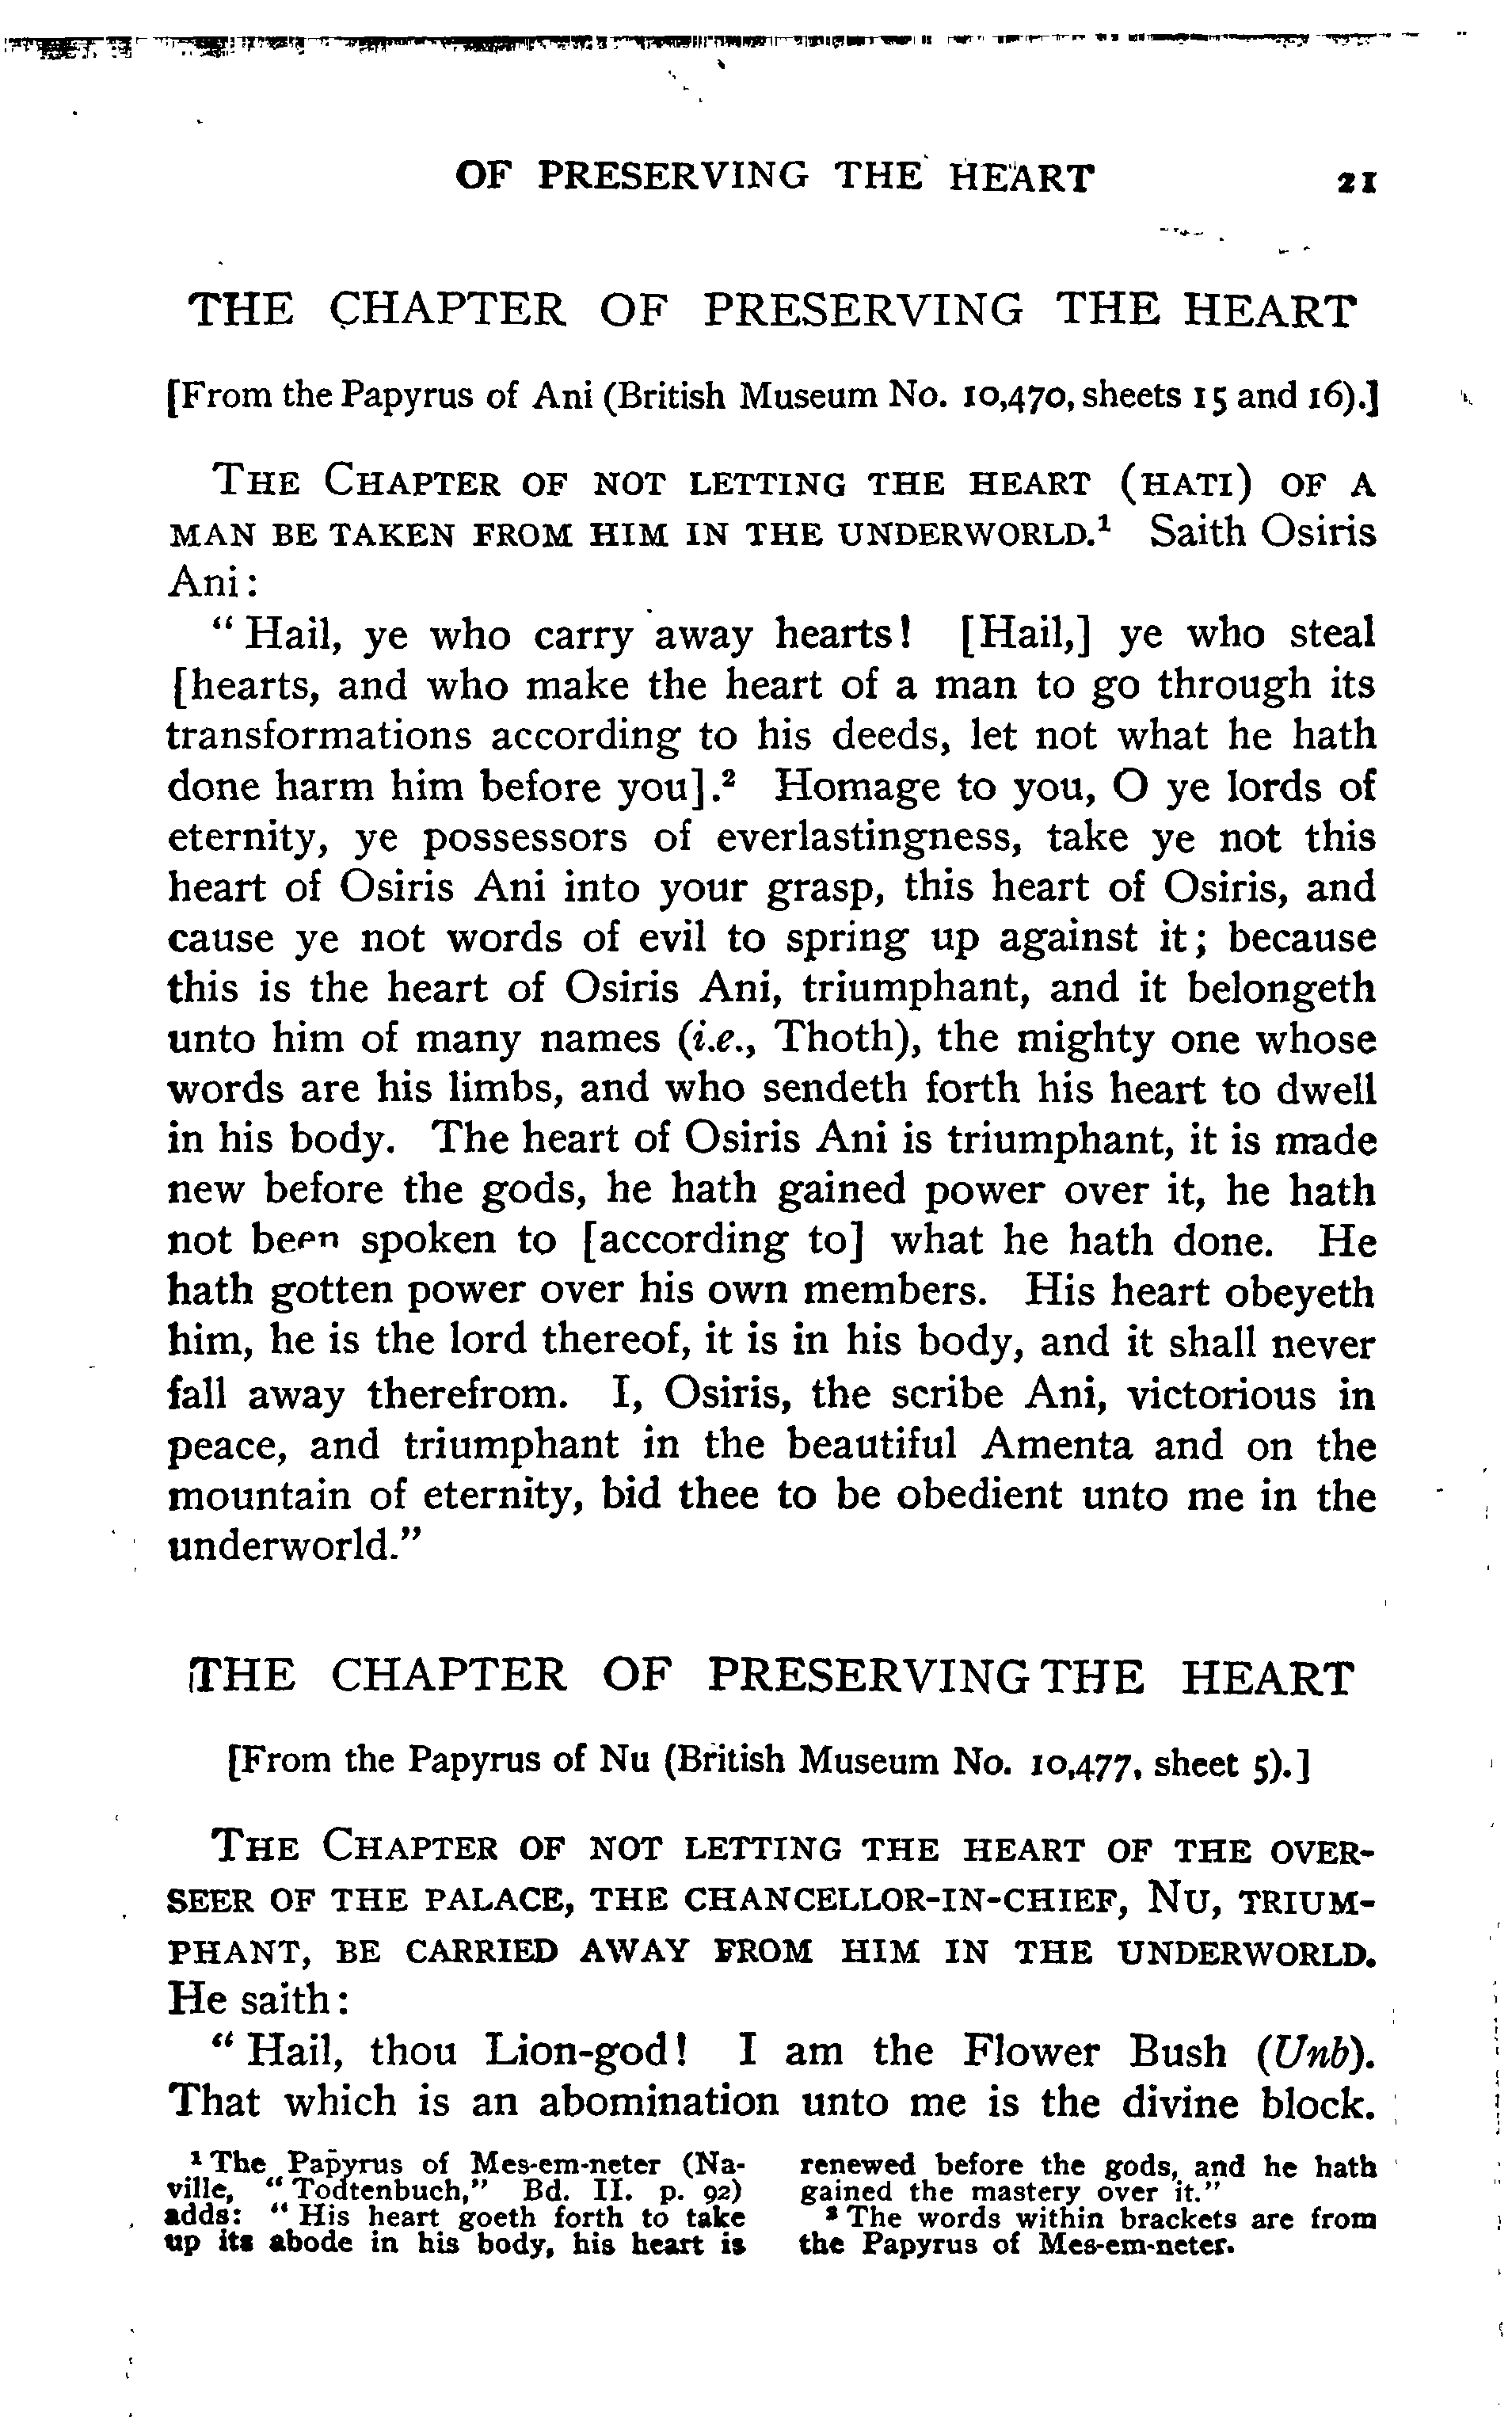 OF PRESERVING THE HEART 21
THE CHAPTER OF PRESERVING THE HEART
[From the Papyrus of Ani (British Museum No. 10,470, sheets 15 and 16).]
THE CHAPTER OF NOT LETTING THE HEART (HATI) OF A
MAN BE TAKEN FROM HIM IN THE UNDERWORLD.¹ Saith Osiris
Ani:
“Hail, ye who carry away hearts! [Hail,] ye who steal
[hearts, and who make the heart of a man to go through its
transformations according to his deeds, let not what he hath
done harm him before you].² Homage to you, O ye lords of
eternity, ye possessors of everlastingness, take ye not this
heart of Osiris Ani into your grasp, this heart of Osiris, and
cause ye not words of evil to spring up against it; because
this is the heart of Osiris Ani, triumphant, and it belongeth
unto him of many names (i.e., Thoth), the mighty one whose
words are his limbs, and who sendeth forth his heart to dwell
in his body. The heart of Osiris Ani is triumphant, it is made
new before the gods, he hath gained power over it, he hath
not been spoken to [according to] what he hath done. He
hath gotten power over his own members. His heart obeyeth
him, he is the lord thereof, it is in his body, and it shall never
fall away therefrom. I, Osiris, the scribe Ani, victorious in
peace, and triumphant in the beautiful Amenta and on the
mountain of eternity, bid thee to be obedient unto me in the
underworld.”
THE CHAPTER OF PRESERVING THE HEART
[From the Papyrus of Nu (British Museum No. 10,477, sheet 5).]
THE CHAPTER OF NOT LETTING THE HEART OF THE OVER-
SEER OF THE PALACE, THE CHANCELLOR-IN-CHIEF, NU, TRIUM-
PHANT, BE CARRIED AWAY FROM HIM IN THE UNDERWORLD.
He saith:
“Hail, thou Lion-god! I am the Flower Bush (Unb).
That which is an abomination unto me is the divine block.
¹ The Papyrus of Mes-em-neter (Na-
ville, “Todtenbuch,” Bd. II. p. 92)
adds: “His heart goeth forth to take
up its abode in his body, his heart is
renewed before the gods, and he hath
gained the mastery over it.”
² The words within brackets are from
the Papyrus of Mes-em-neter.